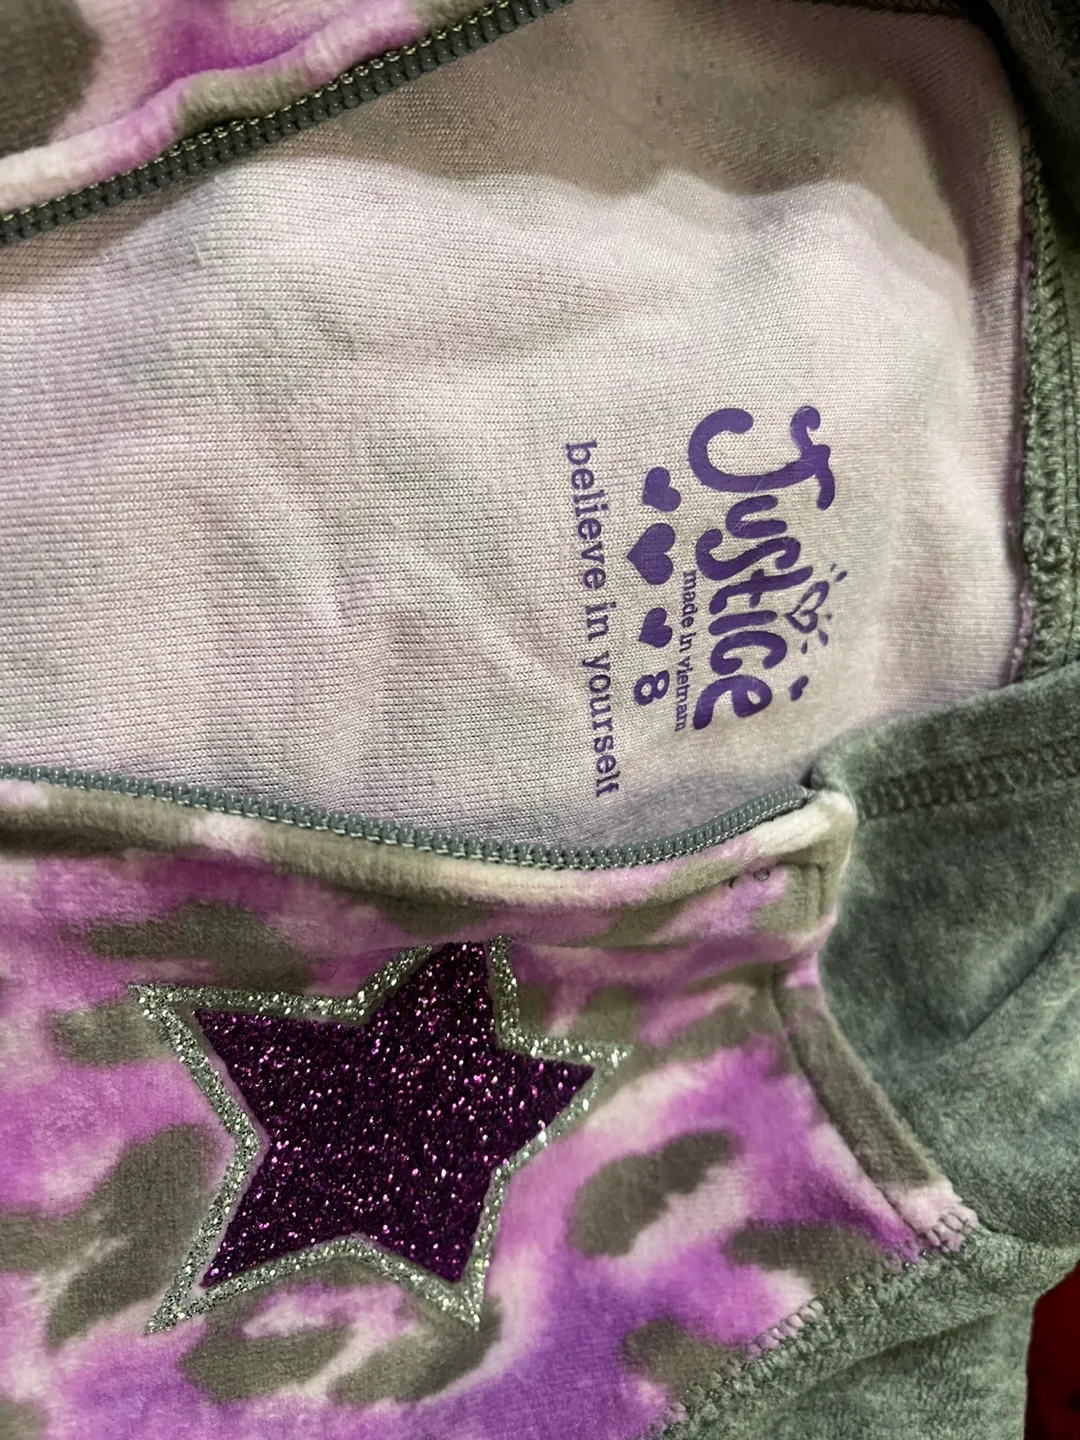 Justice
made in vietnam
8
believe in yourself